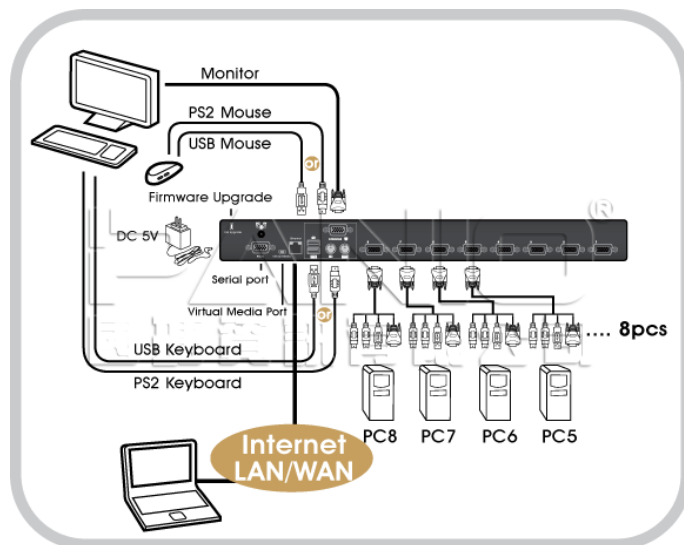 Monitor
PS2 Mouse
USB Mouse
or
Firmware Upgrade
DC 5V
®
Serial port
Virtual Media Port
or
USB Keyboard
PS2 Keyboard
.... 8pcs
PC8 PC7 PC6 PC5
Internet
LAN/WAN